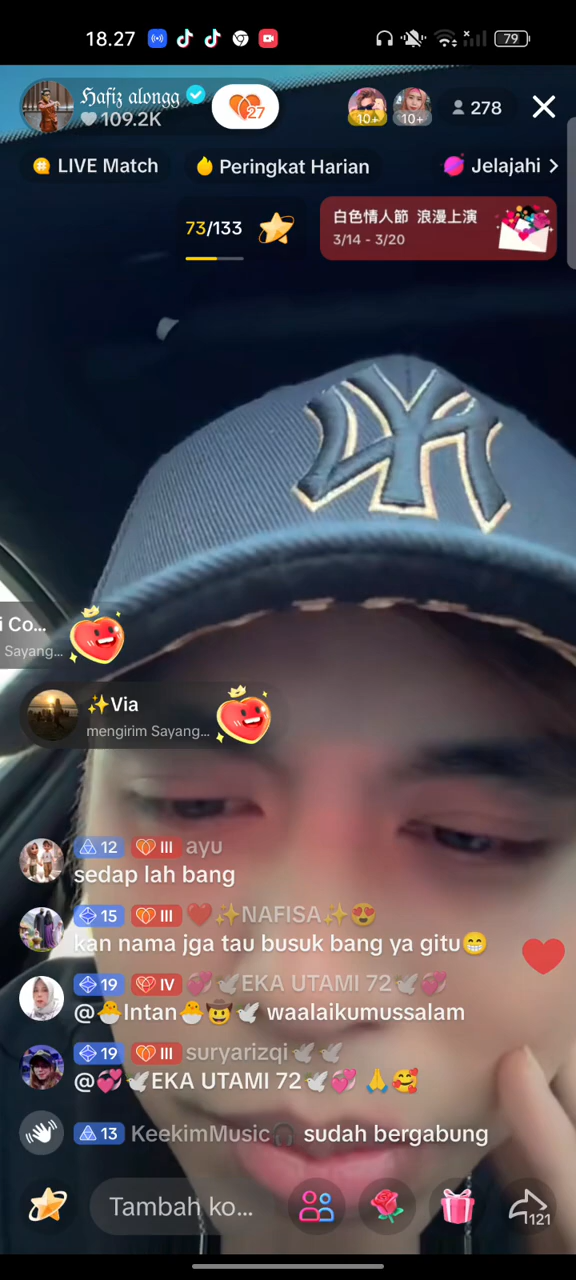 18.27
79
ℌafiz alongg
109.2K
27
10+
10+
278
LIVE Match
Peringkat Harian
Jelajahi
73/133
白色情人節 浪漫上演
3/14 - 3/20
NY
i Co...
Sayang...
✨Via
mengirim Sayang...
12 III ayu
sedap lah bang
15 III ❤️✨NAFISA✨😍
kan nama jga tau busuk bang ya gitu😁
19 IV 💞🕊️EKA UTAMI 72🕊️💞
@🐣Intan🐣🤠🕊️ waalaikumussalam
19 III suryarizqi🕊️🕊️
@💞🕊️EKA UTAMI 72🕊️💞 🙏🥰
13 KeekimMusic🎧 sudah bergabung
Tambah ko...
121